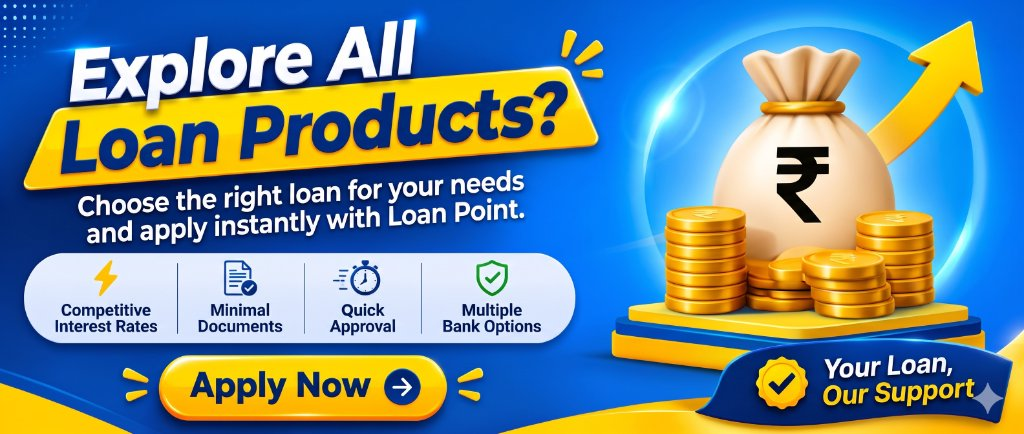 Explore All
Loan Products?
Choose the right loan for your needs
and apply instantly with Loan Point.
Competitive
Interest Rates
Minimal
Documents
Quick
Approval
Multiple
Bank Options
Apply Now
₹
Your Loan,
Our Support